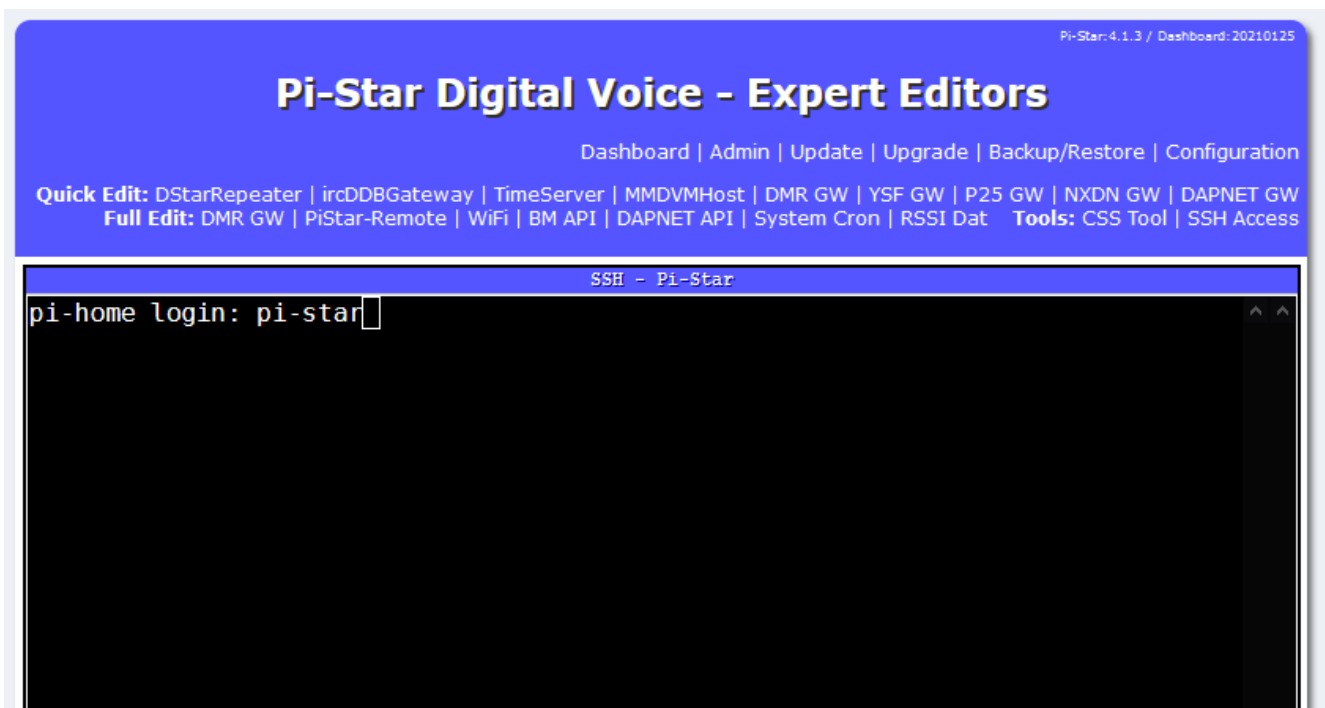 Pi-Star:4.1.3 / Dashboard:20210125
Pi-Star Digital Voice - Expert Editors
Dashboard | Admin | Update | Upgrade | Backup/Restore | Configuration
Quick Edit: DStarRepeater | ircDDBGateway | TimeServer | MMDVMHost | DMR GW | YSF GW | P25 GW | NXDN GW | DAPNET GW
Full Edit: DMR GW | PiStar-Remote | WiFi | BM API | DAPNET API | System Cron | RSSI Dat Tools: CSS Tool | SSH Access
SSH - Pi-Star
pi-home login: pi-star